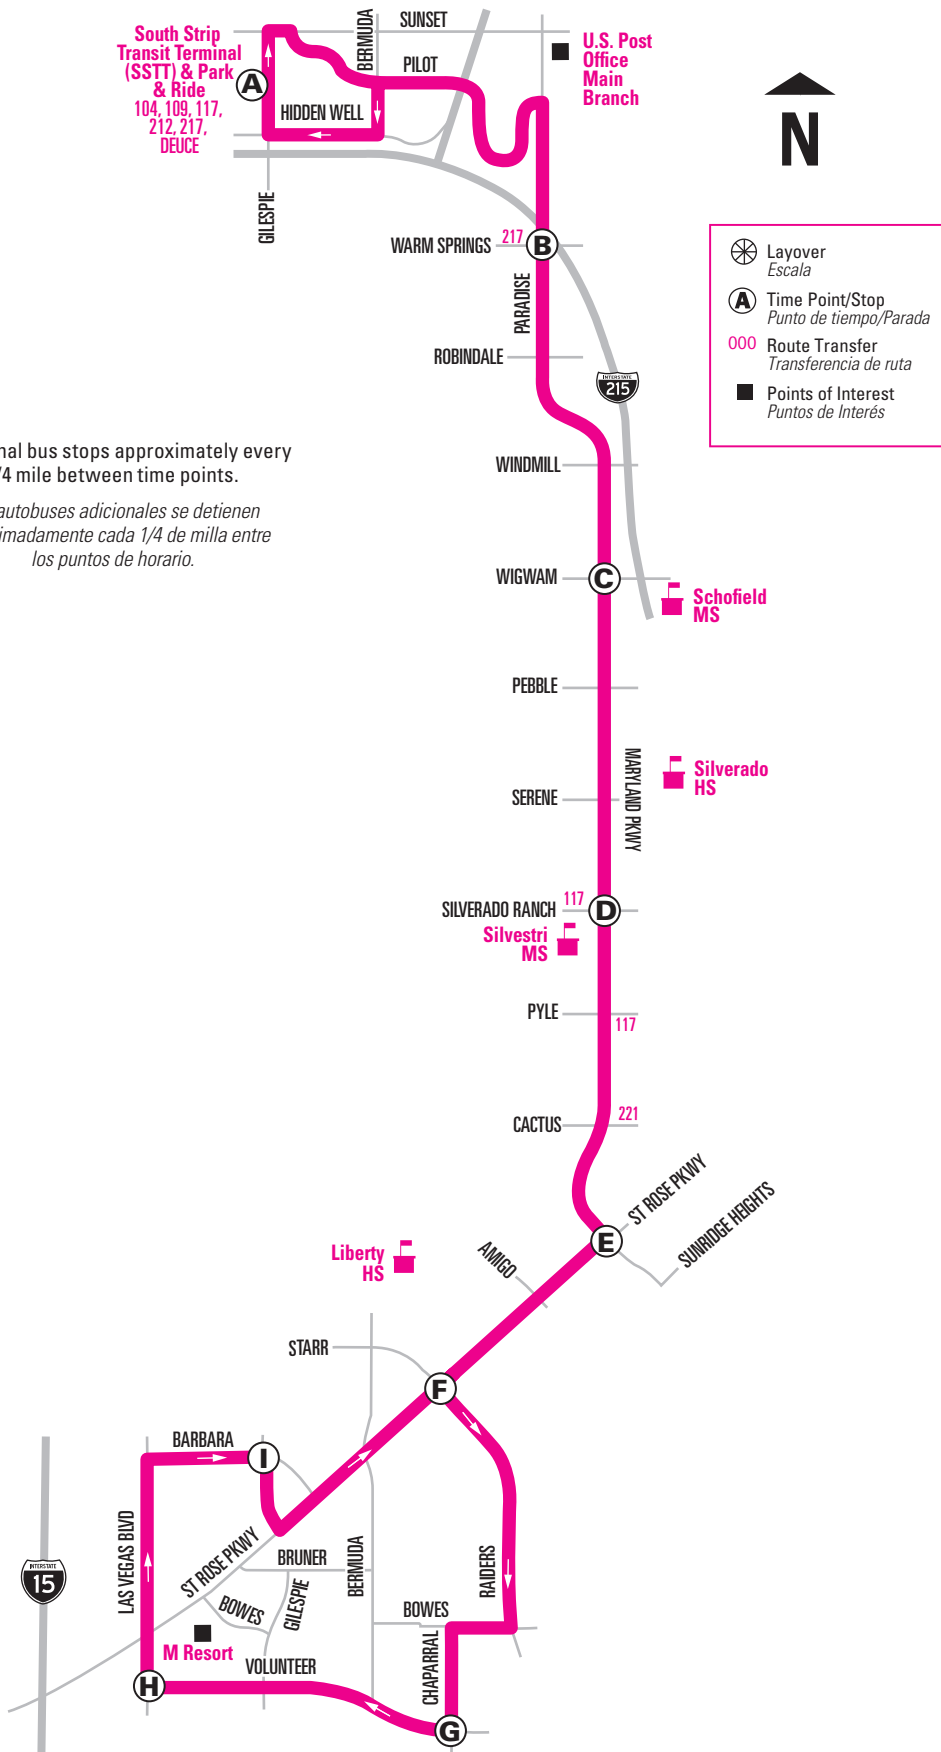 South Strip
Transit Terminal
(SSTT) & Park
& Ride
104, 109, 117,
212, 217,
DEUCE
A
SUNSET
BERMUDA
PILOT
HIDDEN WELL
GILESPIE
U.S. Post
Office
Main
Branch
N
WARM SPRINGS
217
B
PARADISE
ROBINDALE
INTERSTATE
215
Layover
Escala
A
Time Point/Stop
Punto de tiempo/Parada
000
Route Transfer
Transferencia de ruta
Points of Interest
Puntos de Interés
nal bus stops approximately every
/4 mile between time points.
autobuses adicionales se detienen
imadamente cada 1/4 de milla entre
los puntos de horario.
WINDMILL
WIGWAM
C
Schofield
MS
PEBBLE
MARYLAND PKWY
Silverado
HS
SERENE
SILVERADO RANCH
117
D
Silvestri
MS
PYLE
117
CACTUS
221
E
ST ROSE PKWY
SUNRIDGE HEIGHTS
AMIGO
Liberty
HS
STARR
F
BARBARA
I
LAS VEGAS BLVD
ST ROSE PKWY
BRUNER
BERMUDA
RAIDERS
INTERSTATE
15
BOWES
GILESPIE
BOWES
M Resort
VOLUNTEER
CHAPARRAL
H
G